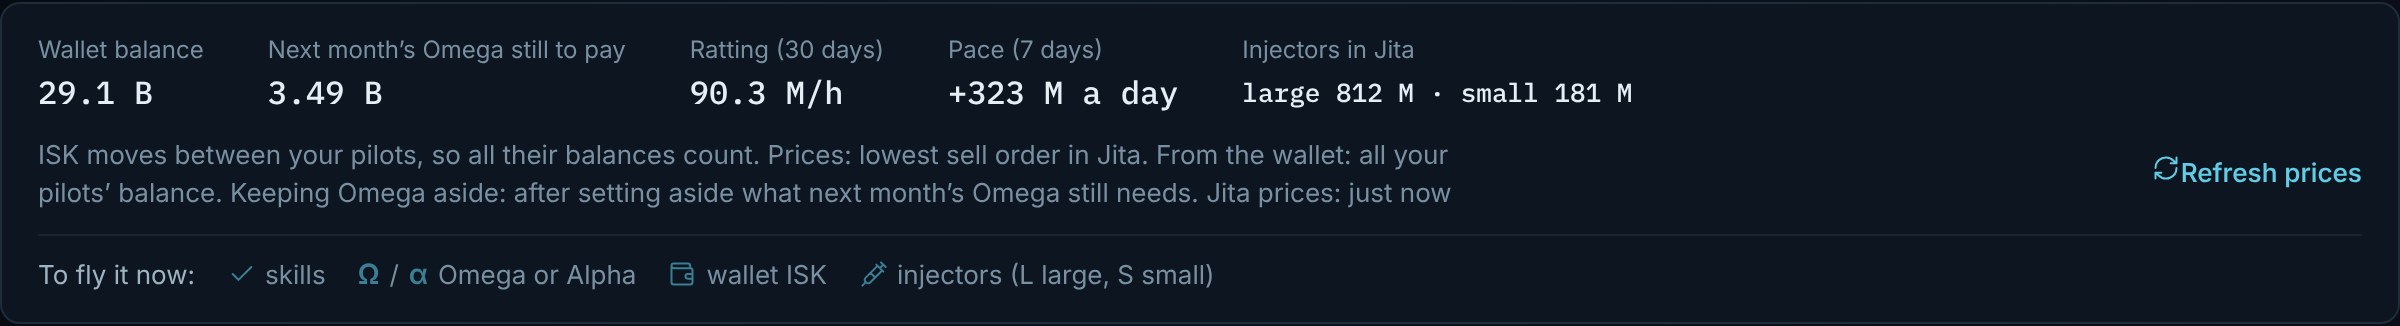 Wallet balance
29.1 B
Next month’s Omega still to pay
3.49 B
Ratting (30 days)
90.3 M/h
Pace (7 days)
+323 M a day
Injectors in Jita
large 812 M · small 181 M
ISK moves between your pilots, so all their balances count. Prices: lowest sell order in Jita. From the wallet: all your
pilots’ balance. Keeping Omega aside: after setting aside what next month’s Omega still needs. Jita prices: just now
Refresh prices
To fly it now: skills Ω / α Omega or Alpha wallet ISK injectors (L large, S small)